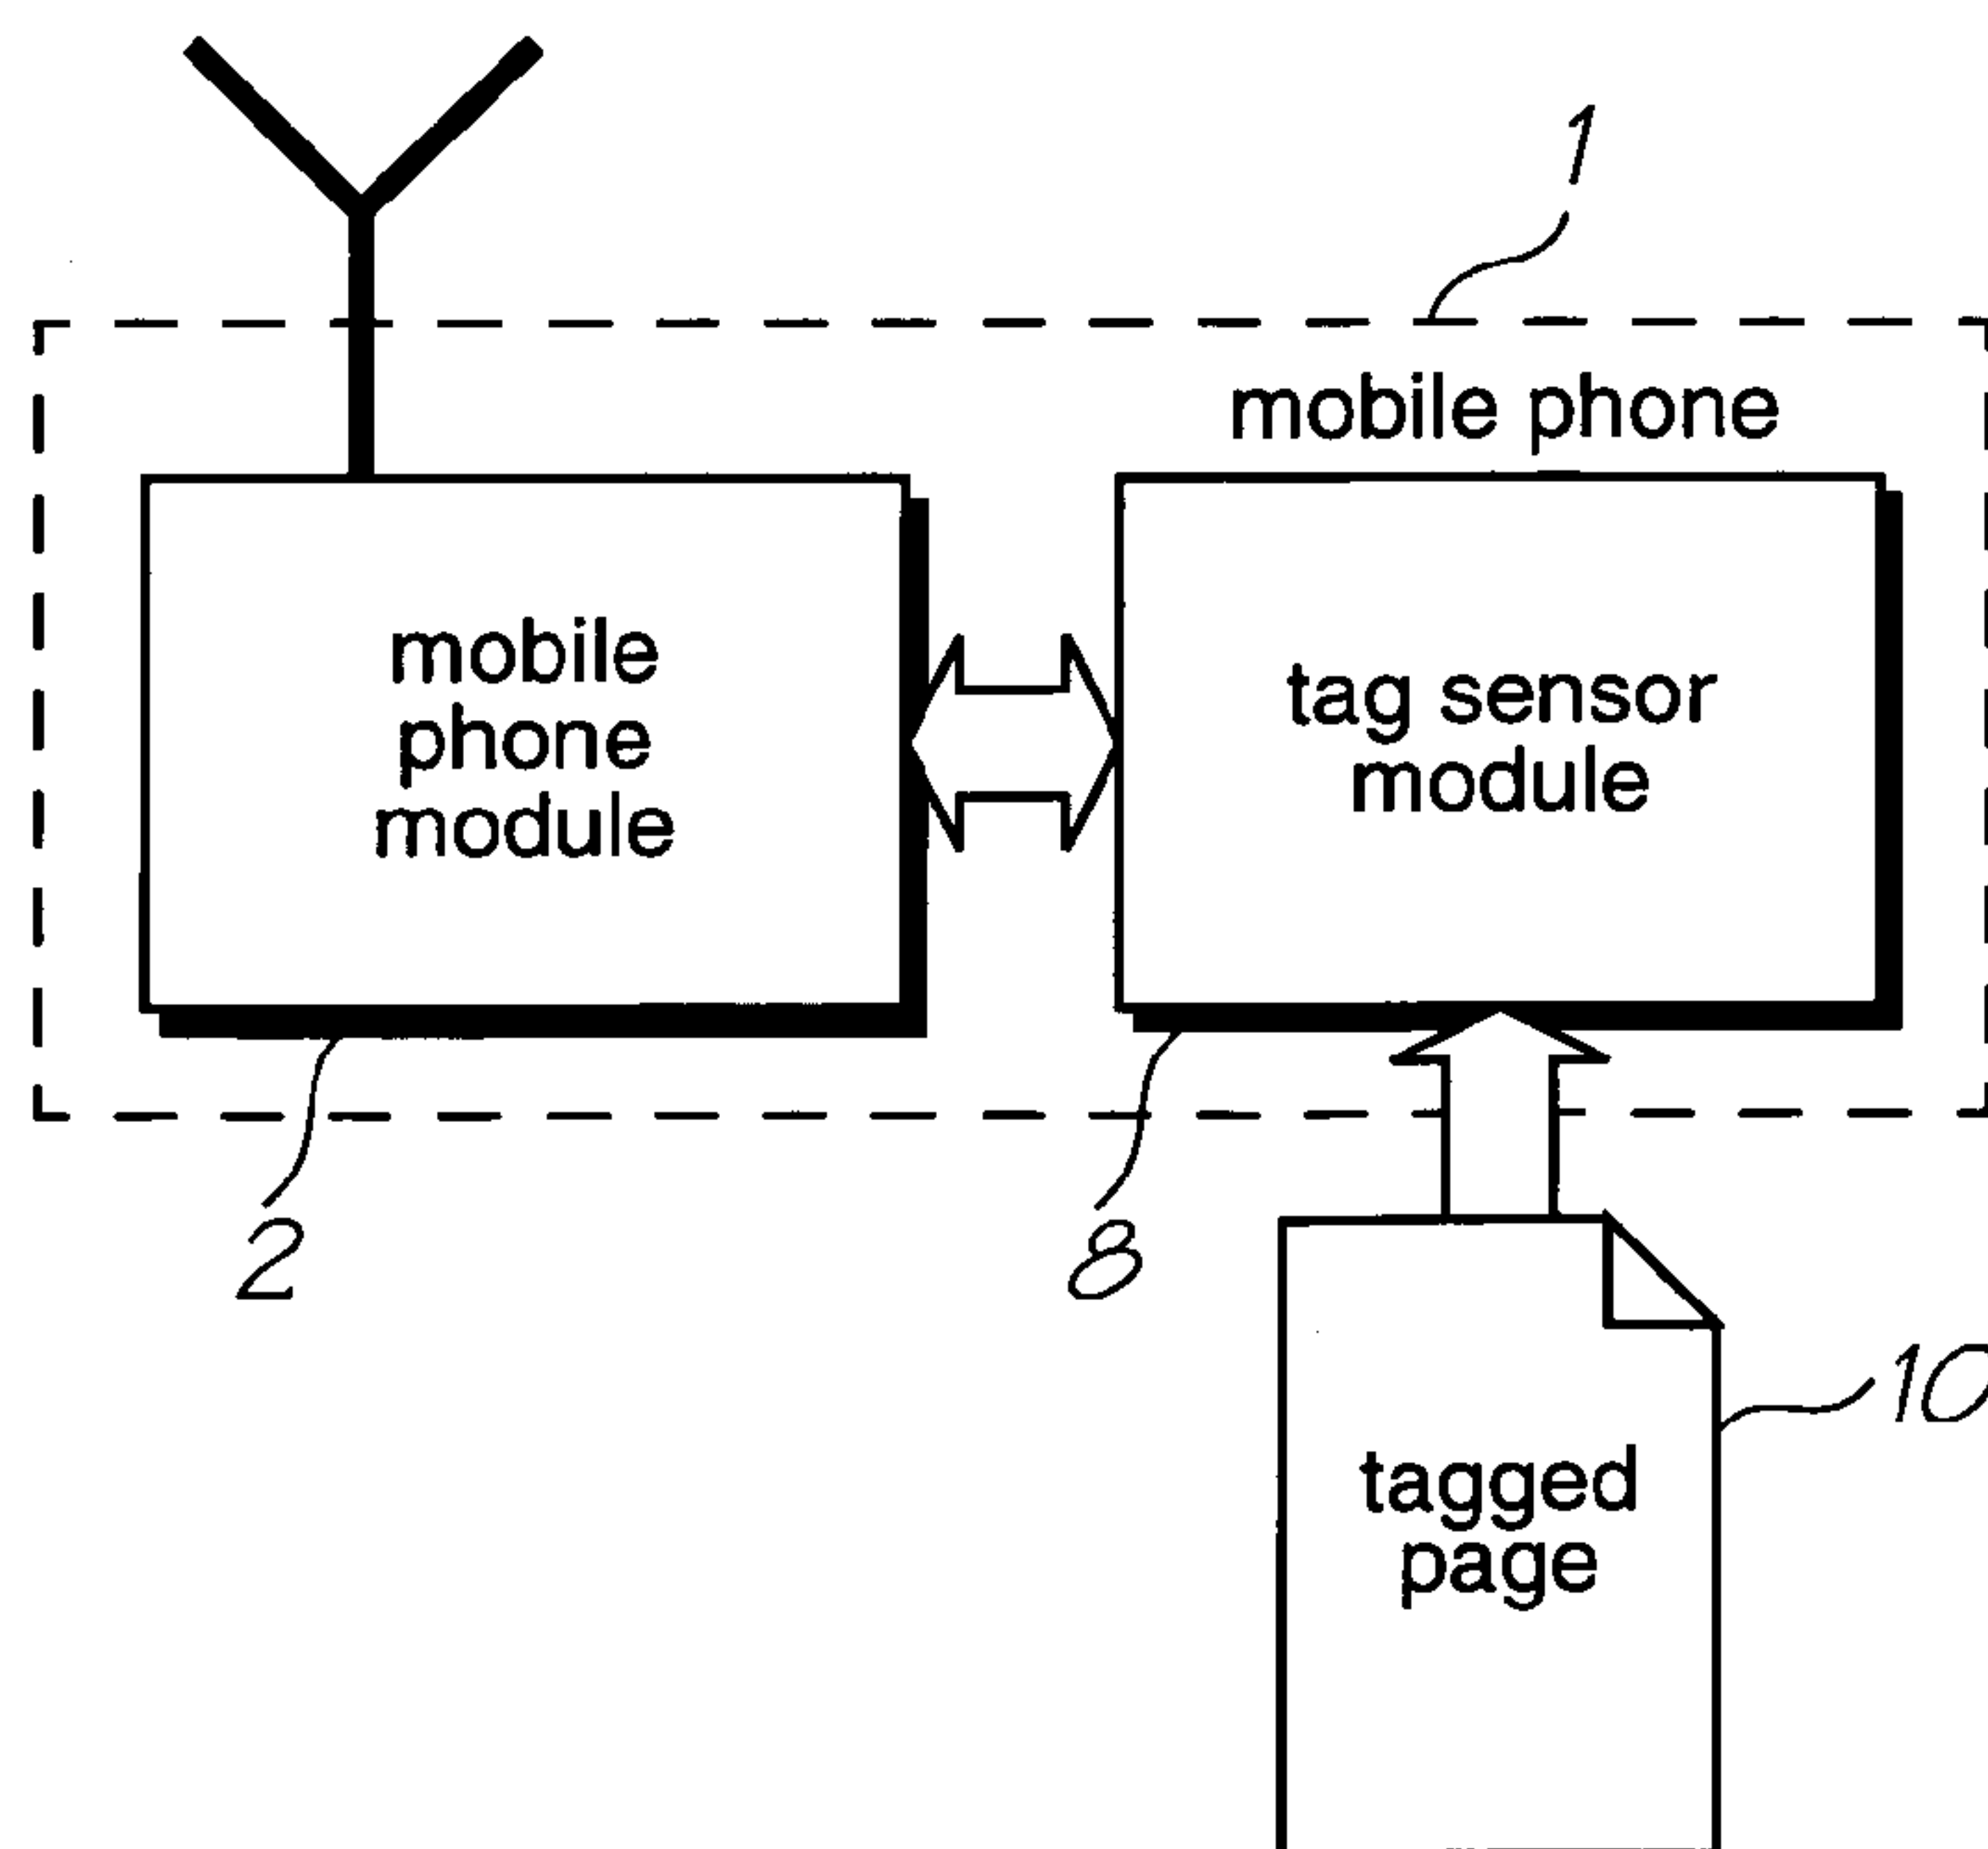 1
mobile phone
mobile
phone
module
tag sensor
module
2
8
10
tagged
page